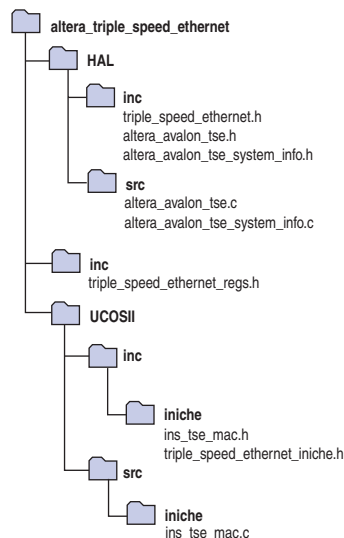 altera_triple_speed_ethernet
HAL
inc
triple_speed_ethernet.h
altera_avalon_tse.h
altera_avalon_tse_system_info.h
src
altera_avalon_tse.c
altera_avalon_tse_system_info.c
inc
triple_speed_ethernet_regs.h
UCOSII
inc
iniche
ins_tse_mac.h
triple_speed_ethernet_iniche.h
src
iniche
ins_tse_mac.c